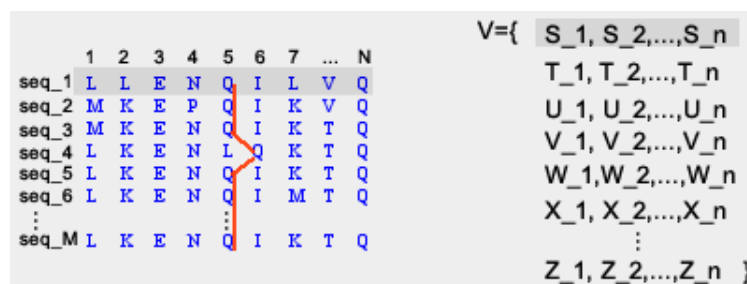 1 2 3 4 5 6 7 ... N
seq_1 L L E N Q I L V Q
seq_2 M K E P Q I K V Q
seq_3 M K E N Q I K T Q
seq_4 L K E N L Q K T Q
seq_5 L K E N Q I K T Q
seq_6 L K E N Q I M T Q
seq_M L K E N Q I K T Q
V={ S_1, S_2,...,S_n
T_1, T_2,...,T_n
U_1, U_2,...,U_n
V_1, V_2,...,V_n
W_1,W_2,...,W_n
X_1, X_2,...,X_n
Z_1, Z_2,...,Z_n }